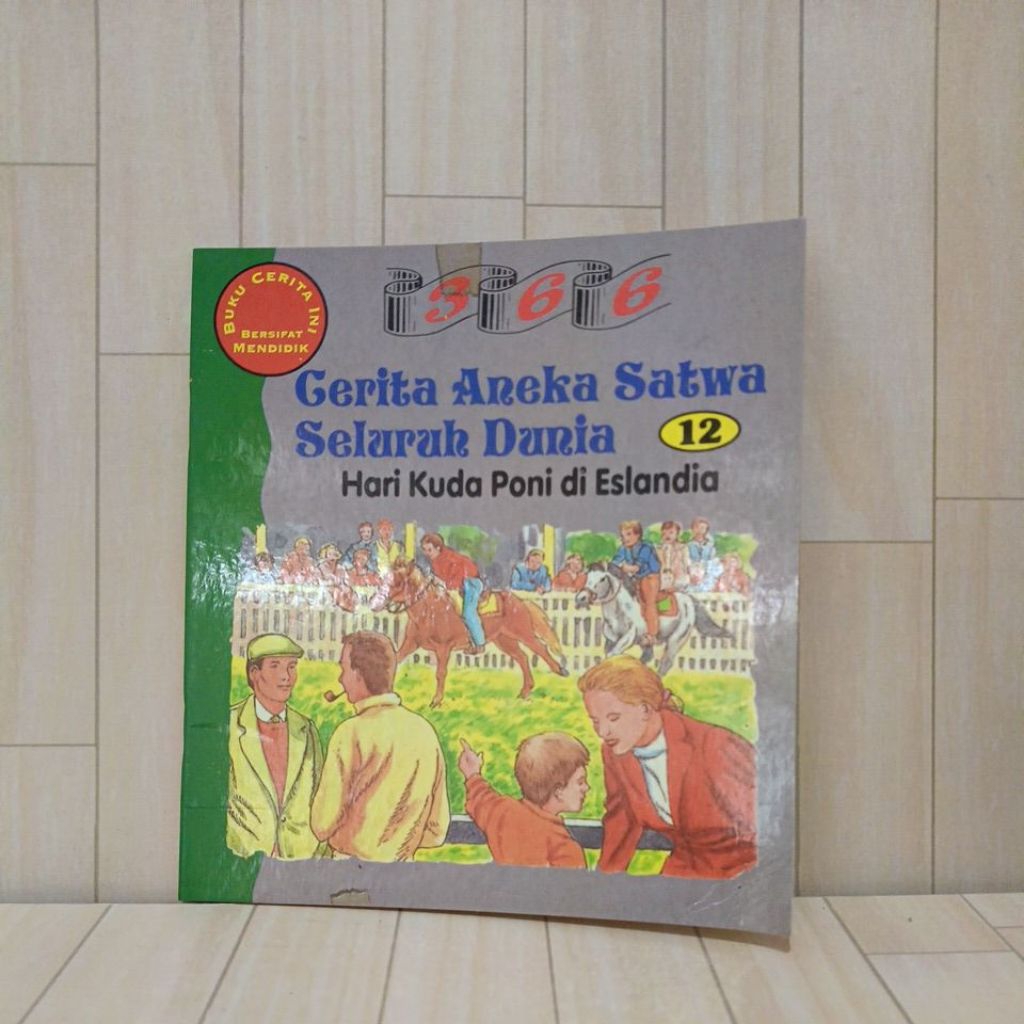 BUKU CERITA INI
BERSIFAT
MENDIDIK
366
Cerita Aneka Satwa
Seluruh Dunia 12
Hari Kuda Poni di Eslandia